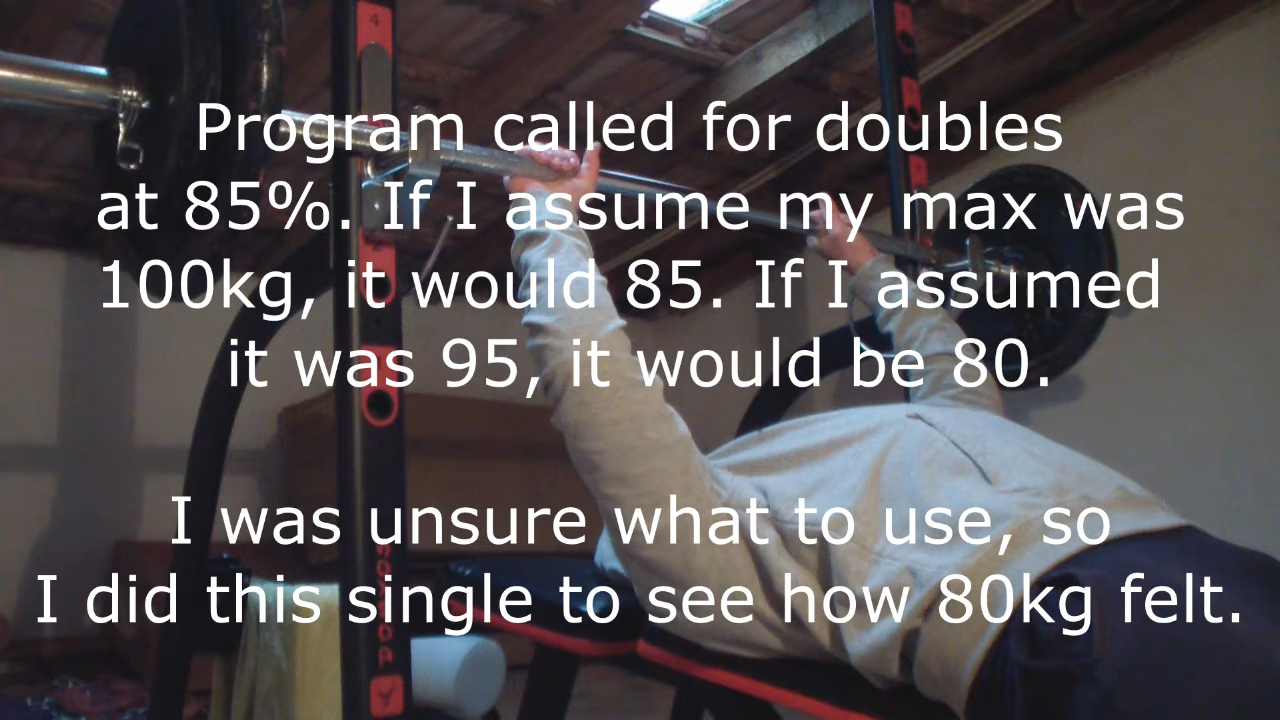 4
Program called for doubles
at 85%. If I assume my max was
100kg, it would 85. If I assumed
it was 95, it would be 80.
I was unsure what to use, so
I did this single to see how 80kg felt.